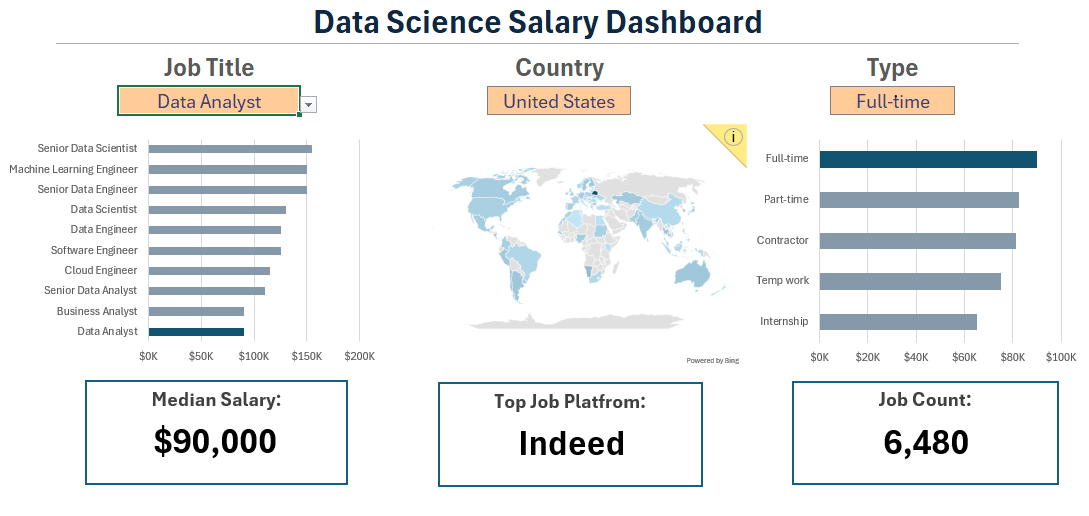 Data Science Salary Dashboard
Job Title
Country
Type
Data Analyst
United States
Full-time
Senior Data Scientist
Machine Learning Engineer
Senior Data Engineer
Data Scientist
Data Engineer
Software Engineer
Cloud Engineer
Senior Data Analyst
Business Analyst
Data Analyst
$0K $50K $100K $150K $200K
i
Powered by Bing
Full-time
Part-time
Contractor
Temp work
Internship
$0K $20K $40K $60K $80K $100K
Median Salary:
$90,000
Top Job Platfrom:
Indeed
Job Count:
6,480